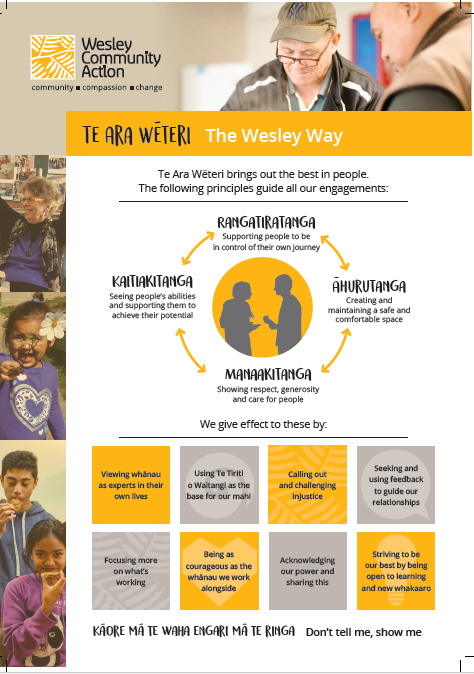 Wesley
Community
Action
community ■ compassion ■ change
TE ARA WĒTERI The Wesley Way
Te Ara Wēteri brings out the best in people.
The following principles guide all our engagements:
RANGATIRATANGA
Supporting people to be
in control of their own journey
KAITIAKITANGA
Seeing people's abilities
and supporting them to
achieve their potential
ĀHURUTANGA
Creating and
maintaining a safe and
comfortable space
MANAAKITANGA
Showing respect, generosity
and care for people
We give effect to these by:
Viewing whānau
as experts in their
own lives
Using Te Tiriti
o Waitangi as the
base for our mahi
Calling out
and challenging
injustice
Seeking and
using feedback
to guide our
relationships
Focusing more
on what's
working
Being as
courageous as the
whānau we work
alongside
Acknowledging
our power and
sharing this
Striving to be
our best by being
open to learning
and new whakaaro
KĀORE MĀ TE WAHA ENGARI MĀ TE RINGA Don't tell me, show me